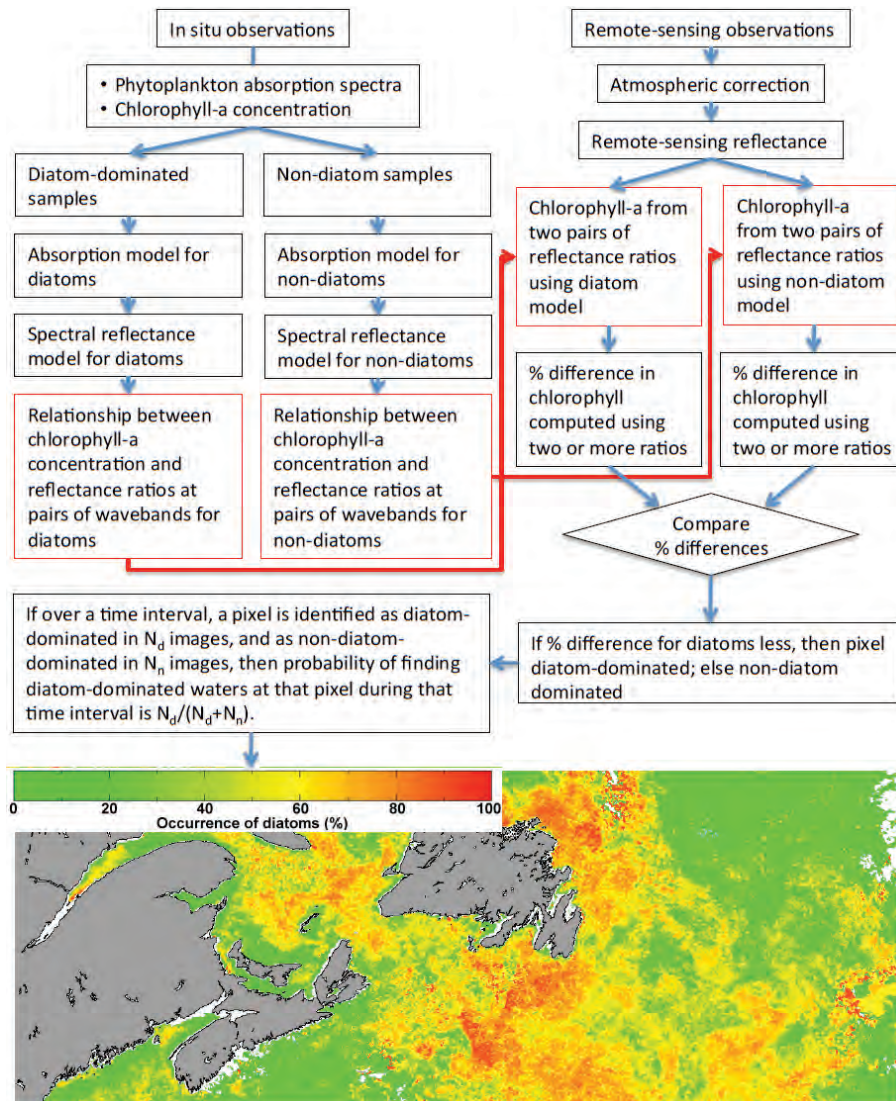 In situ observations
• Phytoplankton absorption spectra
• Chlorophyll-a concentration
Diatom-dominated
samples
Non-diatom samples
Absorption model for
diatoms
Absorption model for
non-diatoms
Spectral reflectance
model for diatoms
Spectral reflectance
model for non-diatoms
Relationship between
chlorophyll-a
concentration and
reflectance ratios at
pairs of wavebands for
diatoms
Relationship between
chlorophyll-a
concentration and
reflectance ratios at
pairs of wavebands for
non-diatoms
Remote-sensing observations
Atmospheric correction
Remote-sensing reflectance
Chlorophyll-a from
two pairs of
reflectance ratios
using diatom
model
Chlorophyll-a
from two pairs of
reflectance ratios
using non-diatom
model
% difference in
chlorophyll
computed using
two or more ratios
% difference in
chlorophyll
computed using
two or more ratios
Compare
% differences
If % difference for diatoms less, then pixel
diatom-dominated; else non-diatom
dominated
If over a time interval, a pixel is identified as diatom-
dominated in Nd images, and as non-diatom-
dominated in Nn images, then probability of finding
diatom-dominated waters at that pixel during that
time interval is Nd/(Nd+Nn).
0 20 40 60 80 100
Occurrence of diatoms (%)